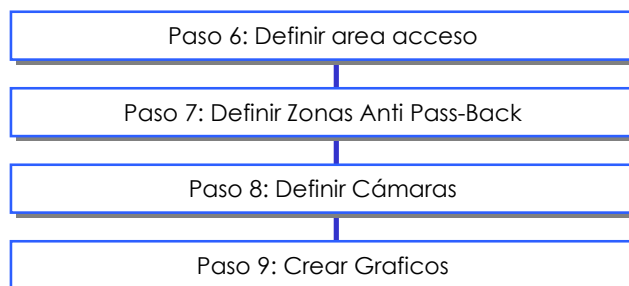 Paso 6: Definir area acceso
Paso 7: Definir Zonas Anti Pass-Back
Paso 8: Definir Cámaras
Paso 9: Crear Graficos